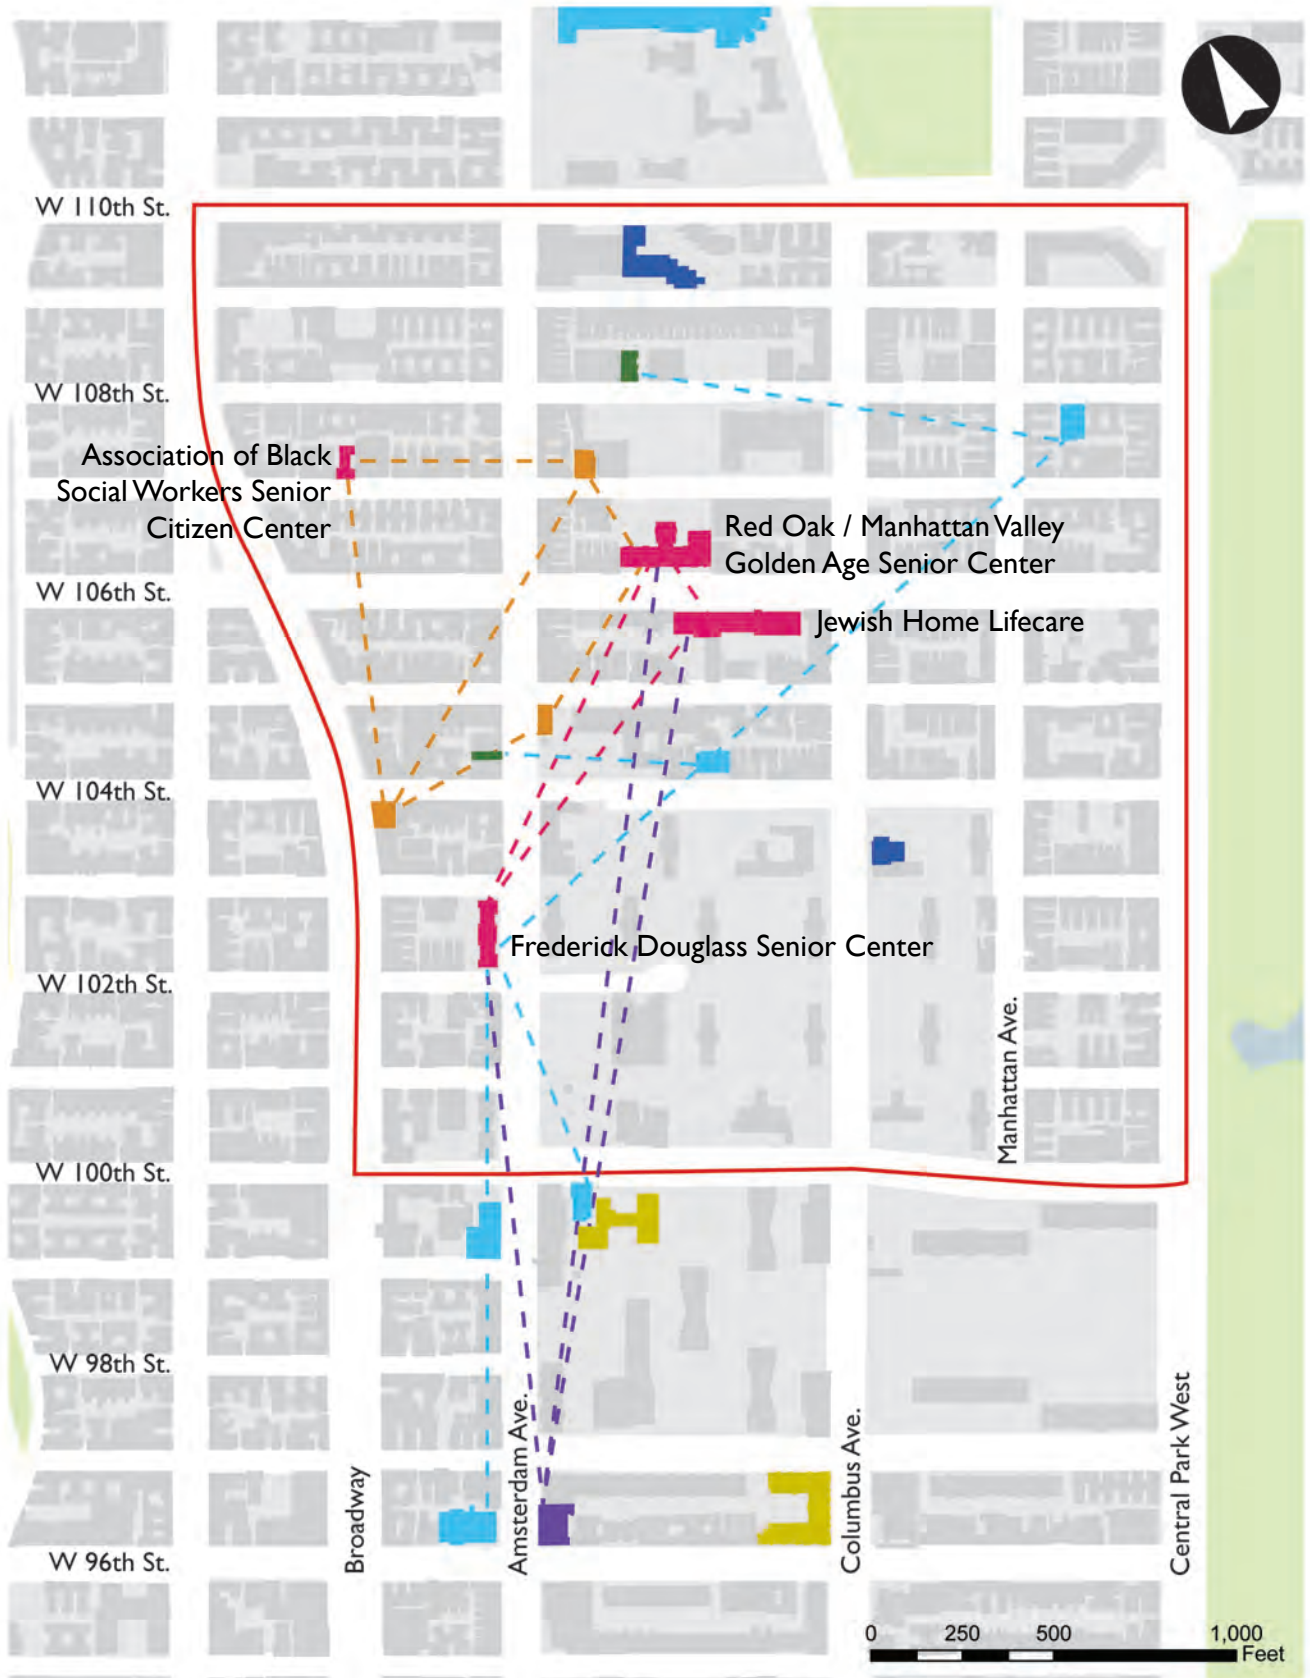 W 110th St.
W 108th St.
Association of Black
Social Workers Senior
Citizen Center
Red Oak / Manhattan Valley
Golden Age Senior Center
W 106th St.
Jewish Home Lifecare
W 104th St.
Frederick Douglass Senior Center
W 102th St.
Manhattan Ave.
W 100th St.
W 98th St.
Broadway
Amsterdam Ave.
Columbus Ave.
Central Park West
W 96th St.
0 250 500 1,000
Feet